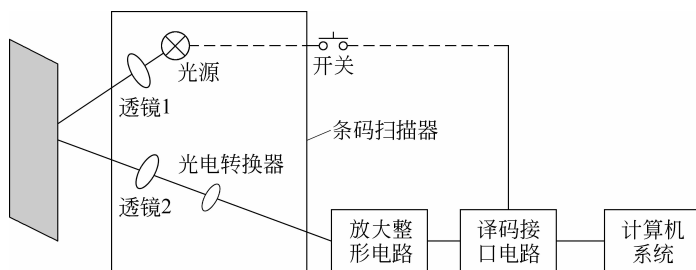 光源
开关
透镜1
条码扫描器
光电转换器
透镜2
放大整
形电路
译码接
口电路
计算机
系统